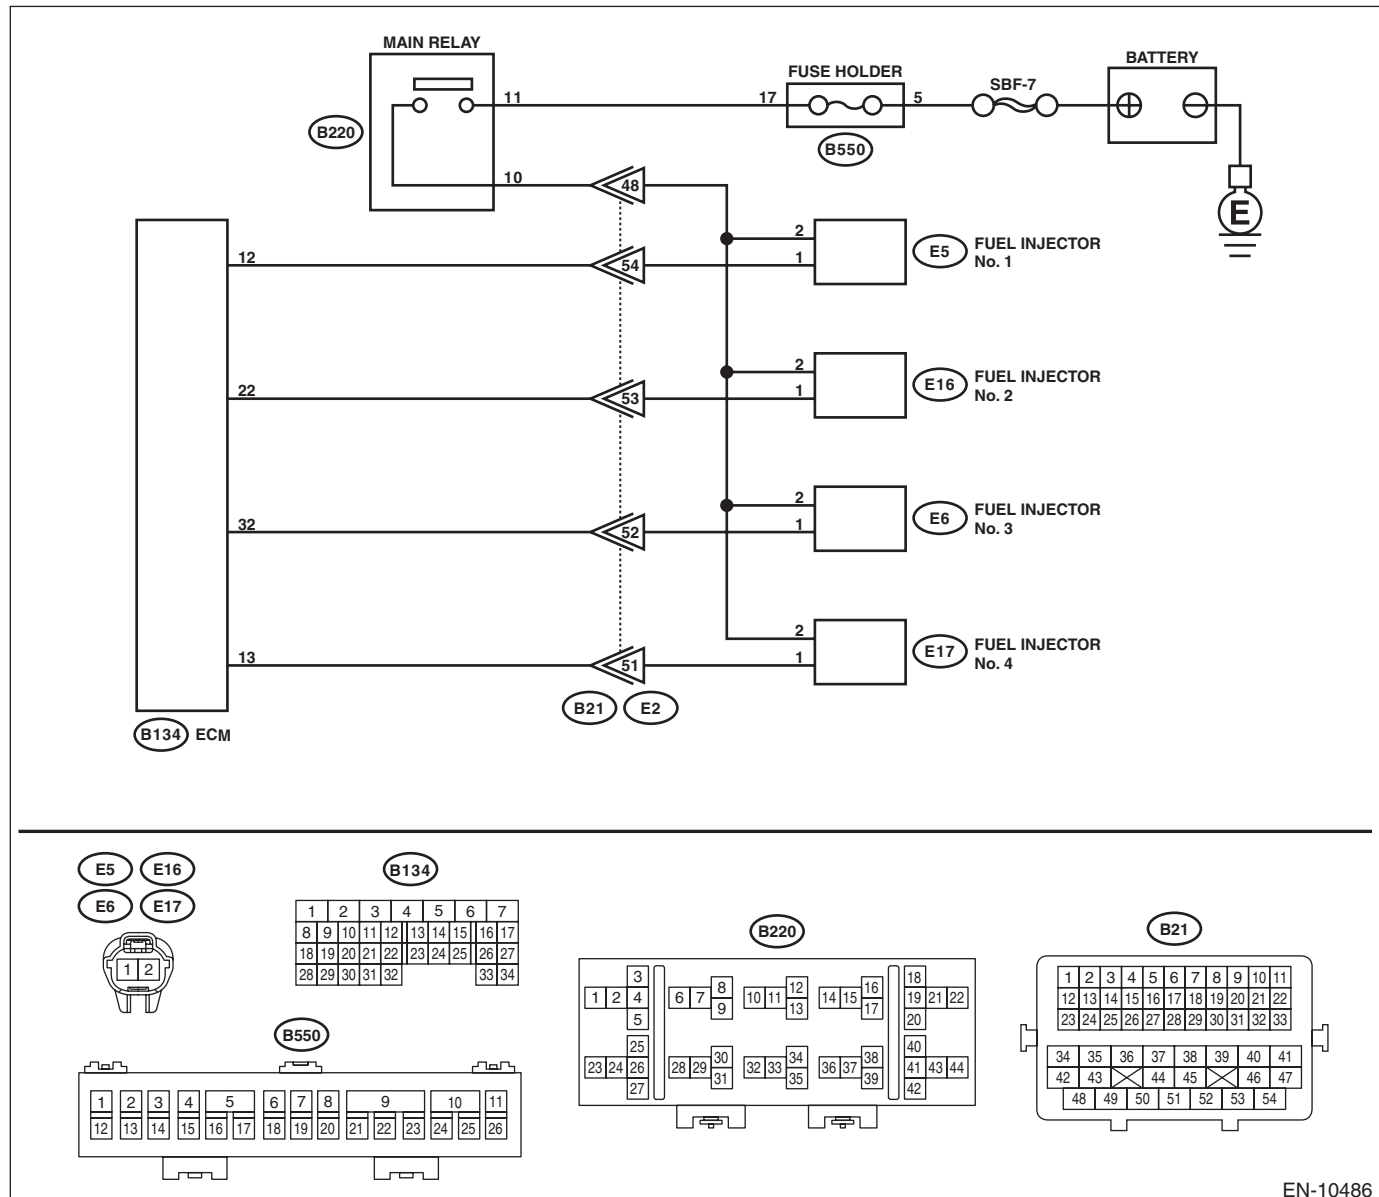 MAIN RELAY
BATTERY
FUSE HOLDER
SBF-7
11
17
5
B220
B550
10
48
E
2
12
54
1
E5
FUEL INJECTOR
No. 1
2
22
53
1
E16
FUEL INJECTOR
No. 2
2
32
52
1
E6
FUEL INJECTOR
No. 3
2
13
51
1
E17
FUEL INJECTOR
No. 4
B21 E2
B134 ECM
E5 E16
E6 E17
1 2
B134
1 2 3 4 5 6 7
8 9 10 11 12 13 14 15 16 17
18 19 20 21 22 23 24 25 26 27
28 29 30 31 32 33 34
B550
1 2 3 4 5 6 7 8 9 10 11
12 13 14 15 16 17 18 19 20 21 22 23 24 25 26
B220
3 8 12 16 18
1 2 4 6 7 10 11 14 15 19 21 22
5 9 13 17 20
25 30 34 38 40
23 24 26 28 29 32 33 36 37 41 43 44
27 31 35 39 42
B21
1 2 3 4 5 6 7 8 9 10 11
12 13 14 15 16 17 18 19 20 21 22
23 24 25 26 27 28 29 30 31 32 33
34 35 36 37 38 39 40 41
42 43 44 45 46 47
48 49 50 51 52 53 54
EN-10486